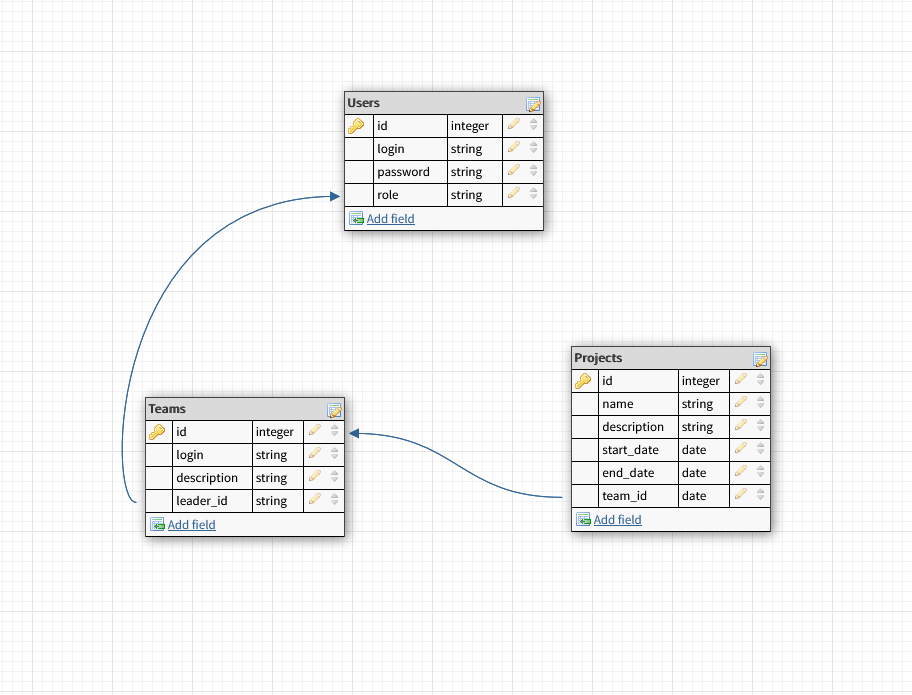 Users
id integer
login string
password string
role string
Add field
Projects
id integer
name string
description string
start_date date
end_date date
team_id date
Add field
Teams
id integer
login string
description string
leader_id string
Add field